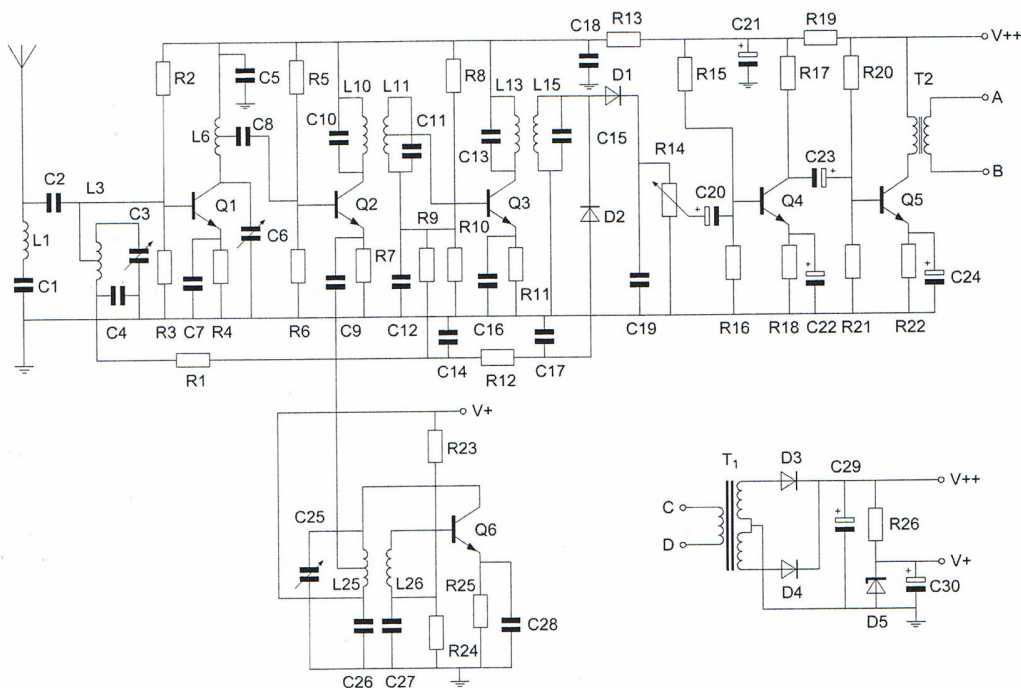 C18 R13 C21 R19
V++
R2 C5 R5 L10 L11 R8 L13 L15 D1 R15 R17 R20 T2
A
C8 C10 C11 C15
L6 C13 R14 C23
C2 L3 C20 B
C3 Q1 Q2 Q3 D2 Q4 Q5
C6 R9 R10
L1 R7
C1 R11 C24
C4 R3 C7 R4 R6 C9 C12 C16 C19 R16 R18 C22 R21 R22
R1 C14 R12 C17
V+
R23 D3 C29
T1 V++
C25 Q6 C
R26
D
V+
L25 L26 R25 D4 C30
D5
R24 C28
C26 C27
+
+
+
+
+
+
+